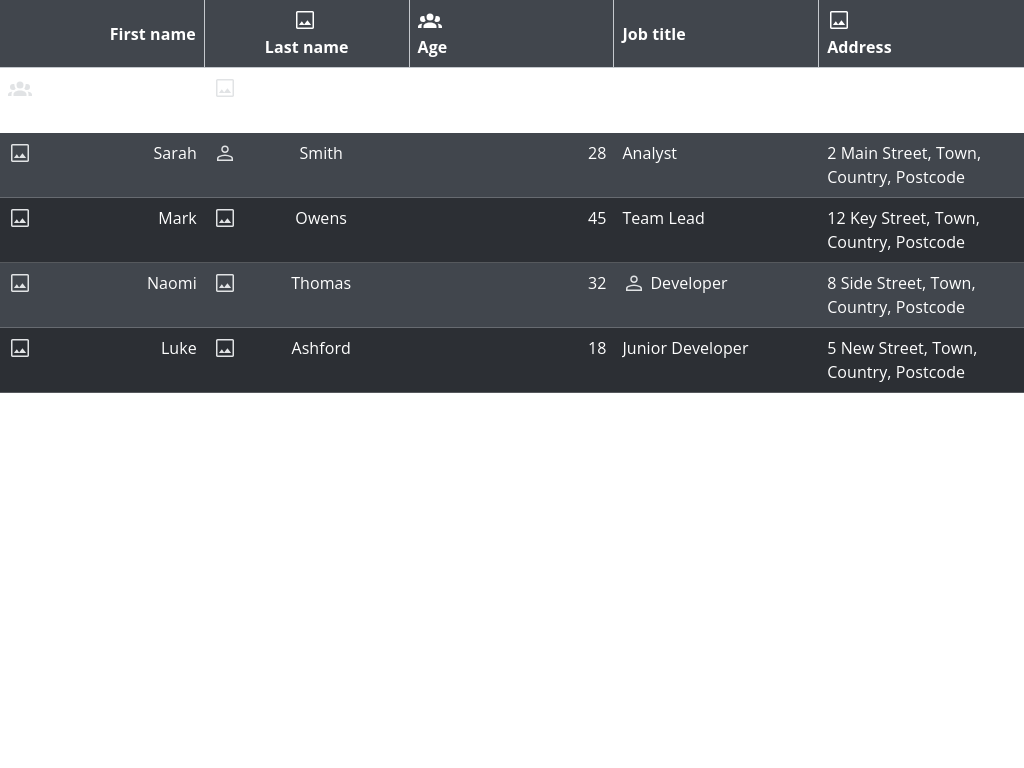 First name Last name Age Job title Address
Sarah Smith 28 Analyst 2 Main Street, Town,
Country, Postcode
Mark Owens 45 Team Lead 12 Key Street, Town,
Country, Postcode
Naomi Thomas 32 Developer 8 Side Street, Town,
Country, Postcode
Luke Ashford 18 Junior Developer 5 New Street, Town,
Country, Postcode